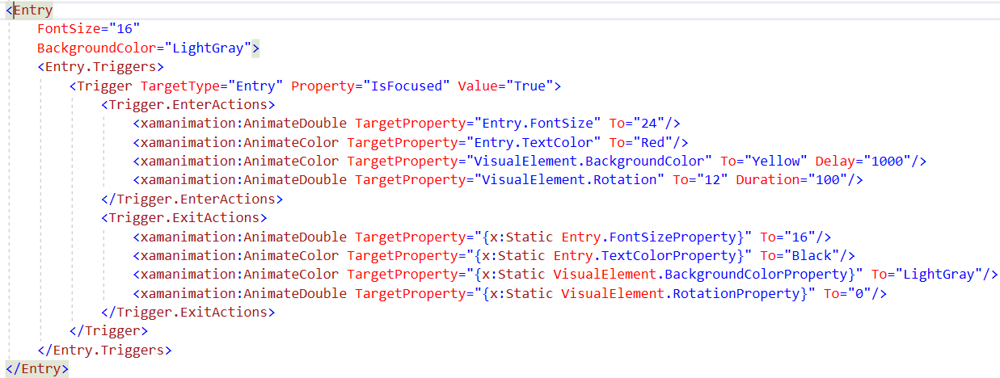 <Entry
    FontSize="16"
    BackgroundColor="LightGray">
    <Entry.Triggers>
        <Trigger TargetType="Entry" Property="IsFocused" Value="True">
            <Trigger.EnterActions>
                <xamanimation:AnimateDouble TargetProperty="Entry.FontSize" To="24"/>
                <xamanimation:AnimateColor TargetProperty="Entry.TextColor" To="Red"/>
                <xamanimation:AnimateColor TargetProperty="VisualElement.BackgroundColor" To="Yellow" Delay="1000"/>
                <xamanimation:AnimateDouble TargetProperty="VisualElement.Rotation" To="12" Duration="100"/>
            </Trigger.EnterActions>
            <Trigger.ExitActions>
                <xamanimation:AnimateDouble TargetProperty="{x:Static Entry.FontSizeProperty}" To="16"/>
                <xamanimation:AnimateColor TargetProperty="{x:Static Entry.TextColorProperty}" To="Black"/>
                <xamanimation:AnimateColor TargetProperty="{x:Static VisualElement.BackgroundColorProperty}" To="LightGray"/>
                <xamanimation:AnimateDouble TargetProperty="{x:Static VisualElement.RotationProperty}" To="0"/>
            </Trigger.ExitActions>
        </Trigger>
    </Entry.Triggers>
</Entry>